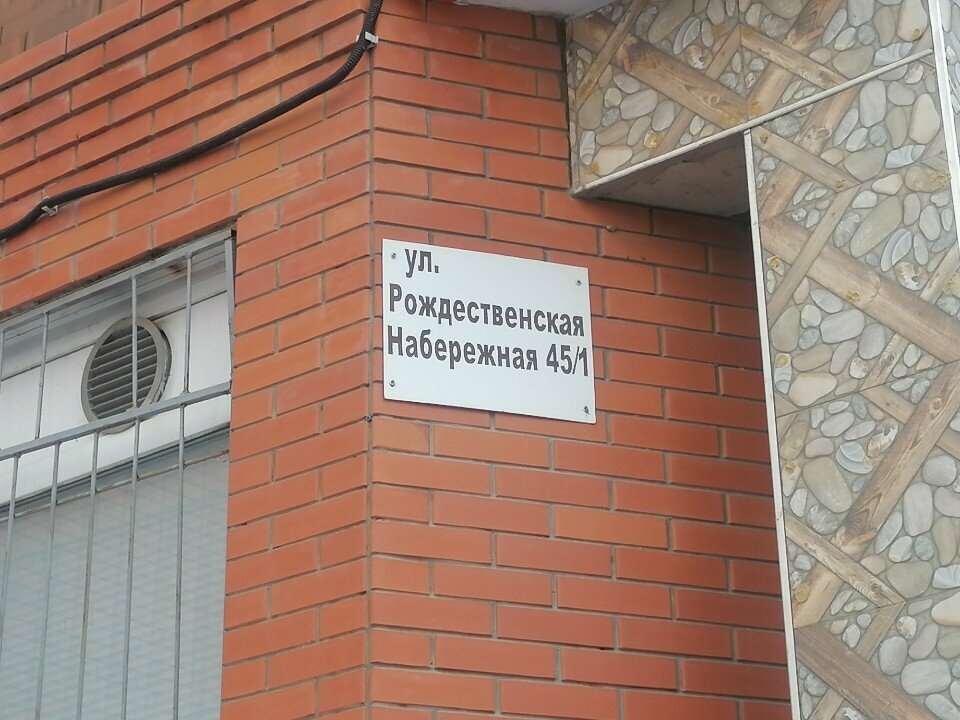 ул.
Рождественская
Набережная 45/1